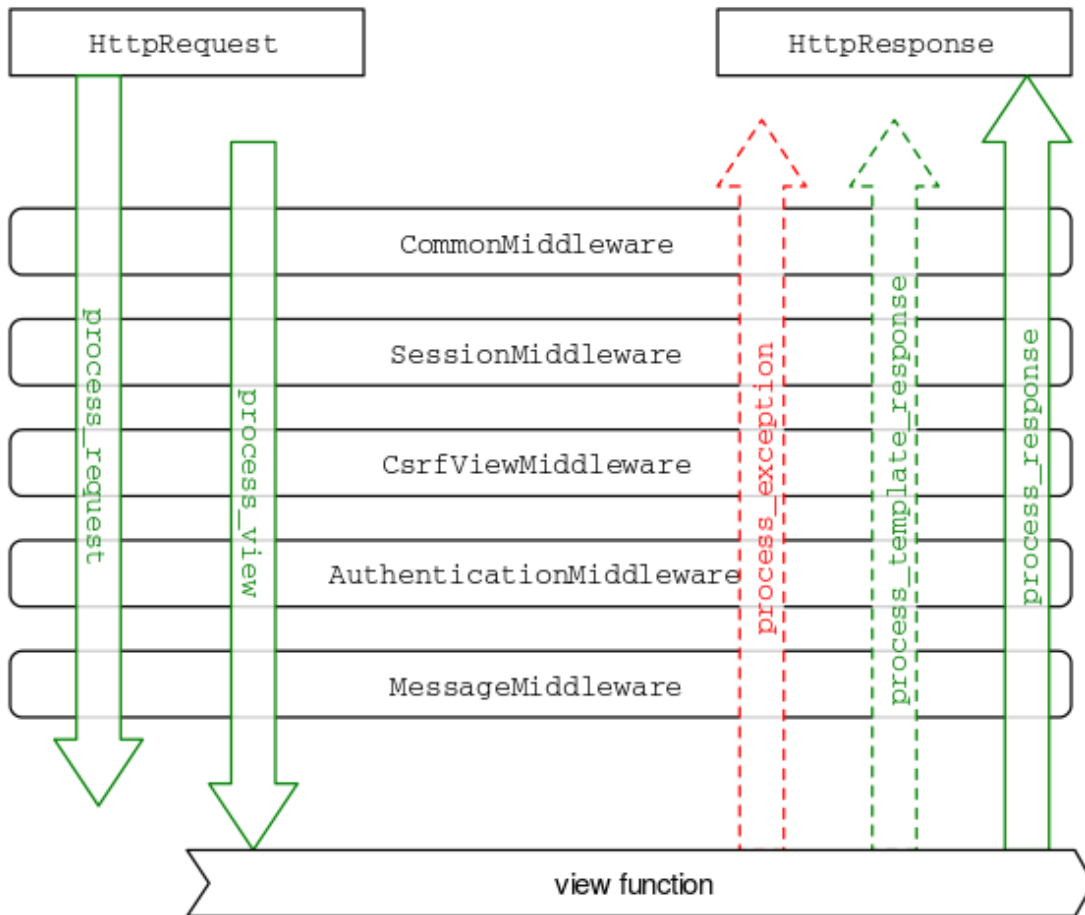 HttpRequest
HttpResponse
CommonMiddleware
SessionMiddleware
CsrfViewMiddleware
AuthenticationMiddleware
MessageMiddleware
process_request
process_view
process_exception
process_template_response
process_response
view function